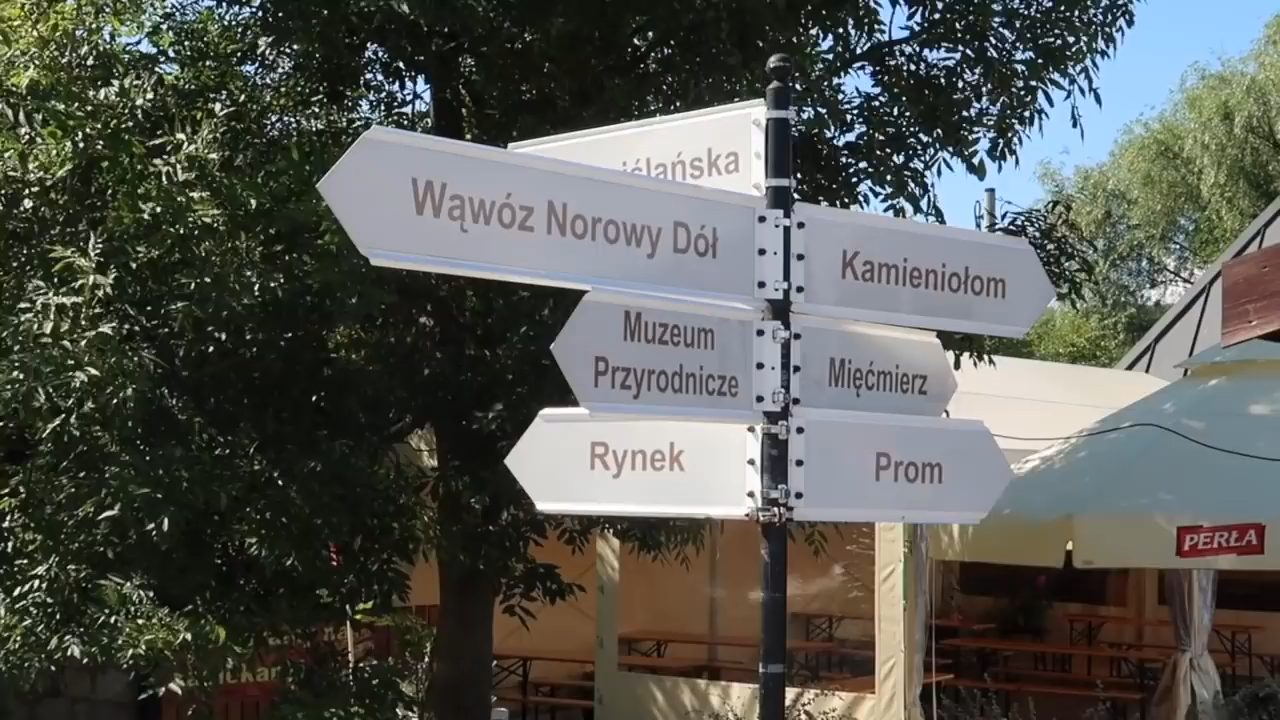 Wąwóz Norowy Dół
Kamieniołom
Muzeum
Przyrodnicze
Mięćmierz
Rynek
Prom
PERŁA